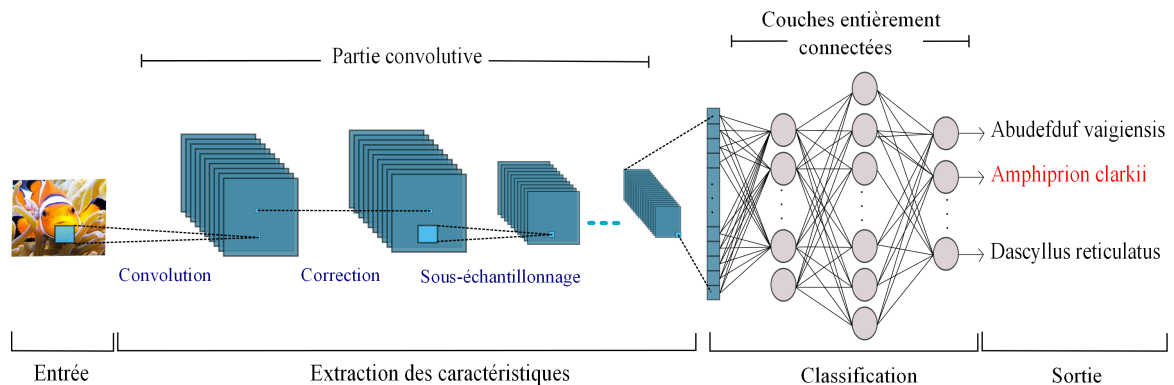 Couches entièrement
connectées
Partie convolutive
Abudefduf vaigiensis
Amphiprion clarkii
Dascyllus reticulatus
Convolution
Correction
Sous-échantillonnage
Entrée
Extraction des caractéristiques
Classification
Sortie